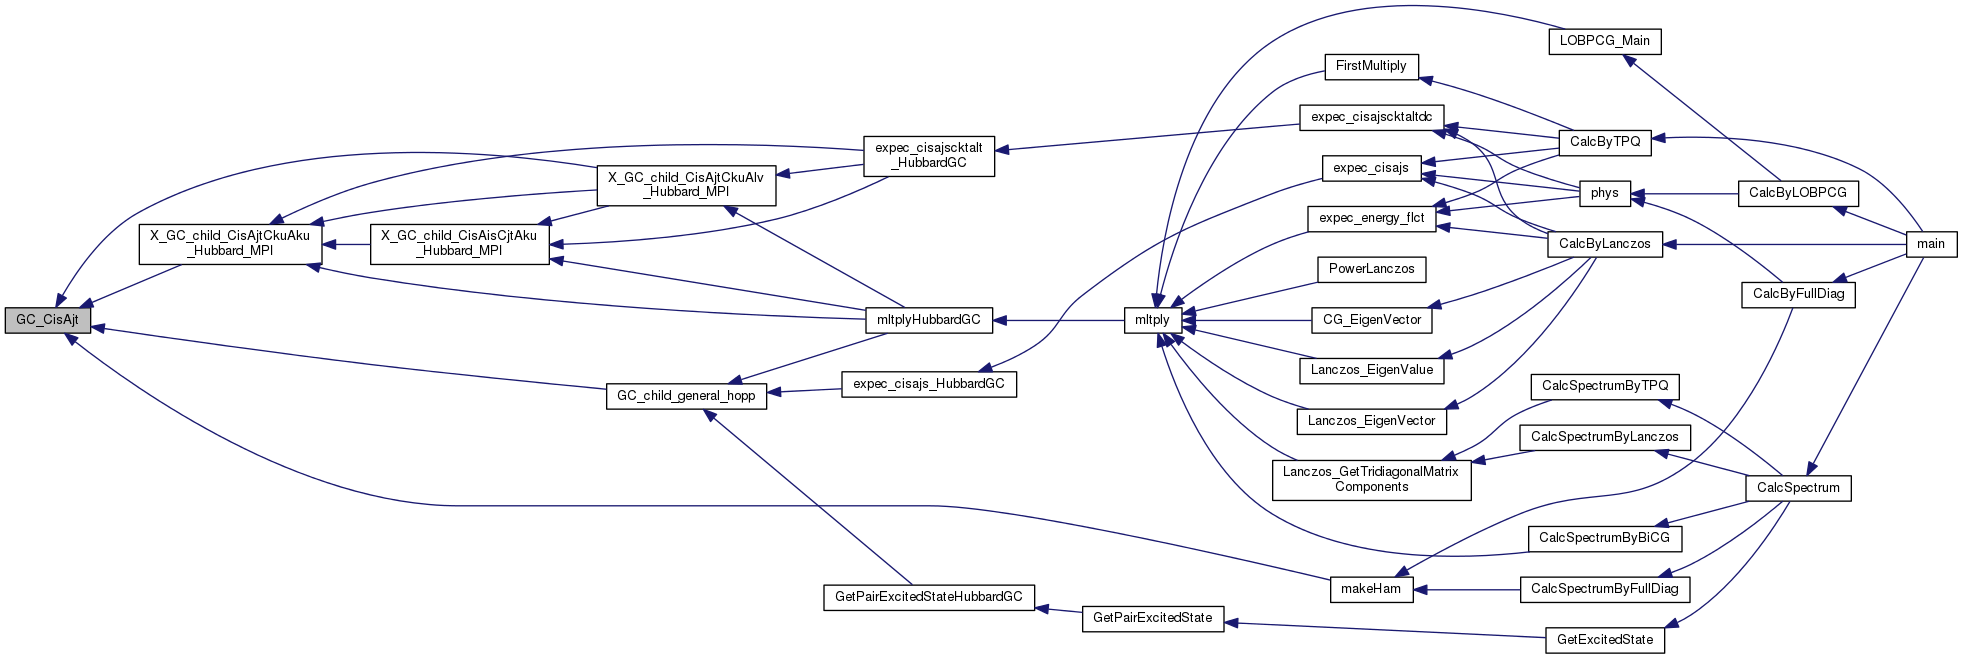 GC_CisAjt
X_GC_child_CisAjtCkuAku
_Hubbard_MPI
X_GC_child_CisAisCjtAku
_Hubbard_MPI
X_GC_child_CisAjtCkuAlv
_Hubbard_MPI
GC_child_general_hopp
expec_cisajscktalt
_HubbardGC
mltplyHubbardGC
expec_cisajs_HubbardGC
GetPairExcitedStateHubbardGC
mltply
GetPairExcitedState
LOBPCG_Main
FirstMultiply
expec_cisajscktaltdc
expec_cisajs
expec_energy_flct
PowerLanczos
CG_EigenVector
Lanczos_EigenValue
Lanczos_EigenVector
Lanczos_GetTridiagonalMatrix
Components
makeHam
CalcByTPQ
phys
CalcByLanczos
CalcSpectrumByTPQ
CalcSpectrumByLanczos
CalcSpectrumByBiCG
CalcSpectrumByFullDiag
GetExcitedState
CalcByLOBPCG
CalcByFullDiag
CalcSpectrum
main